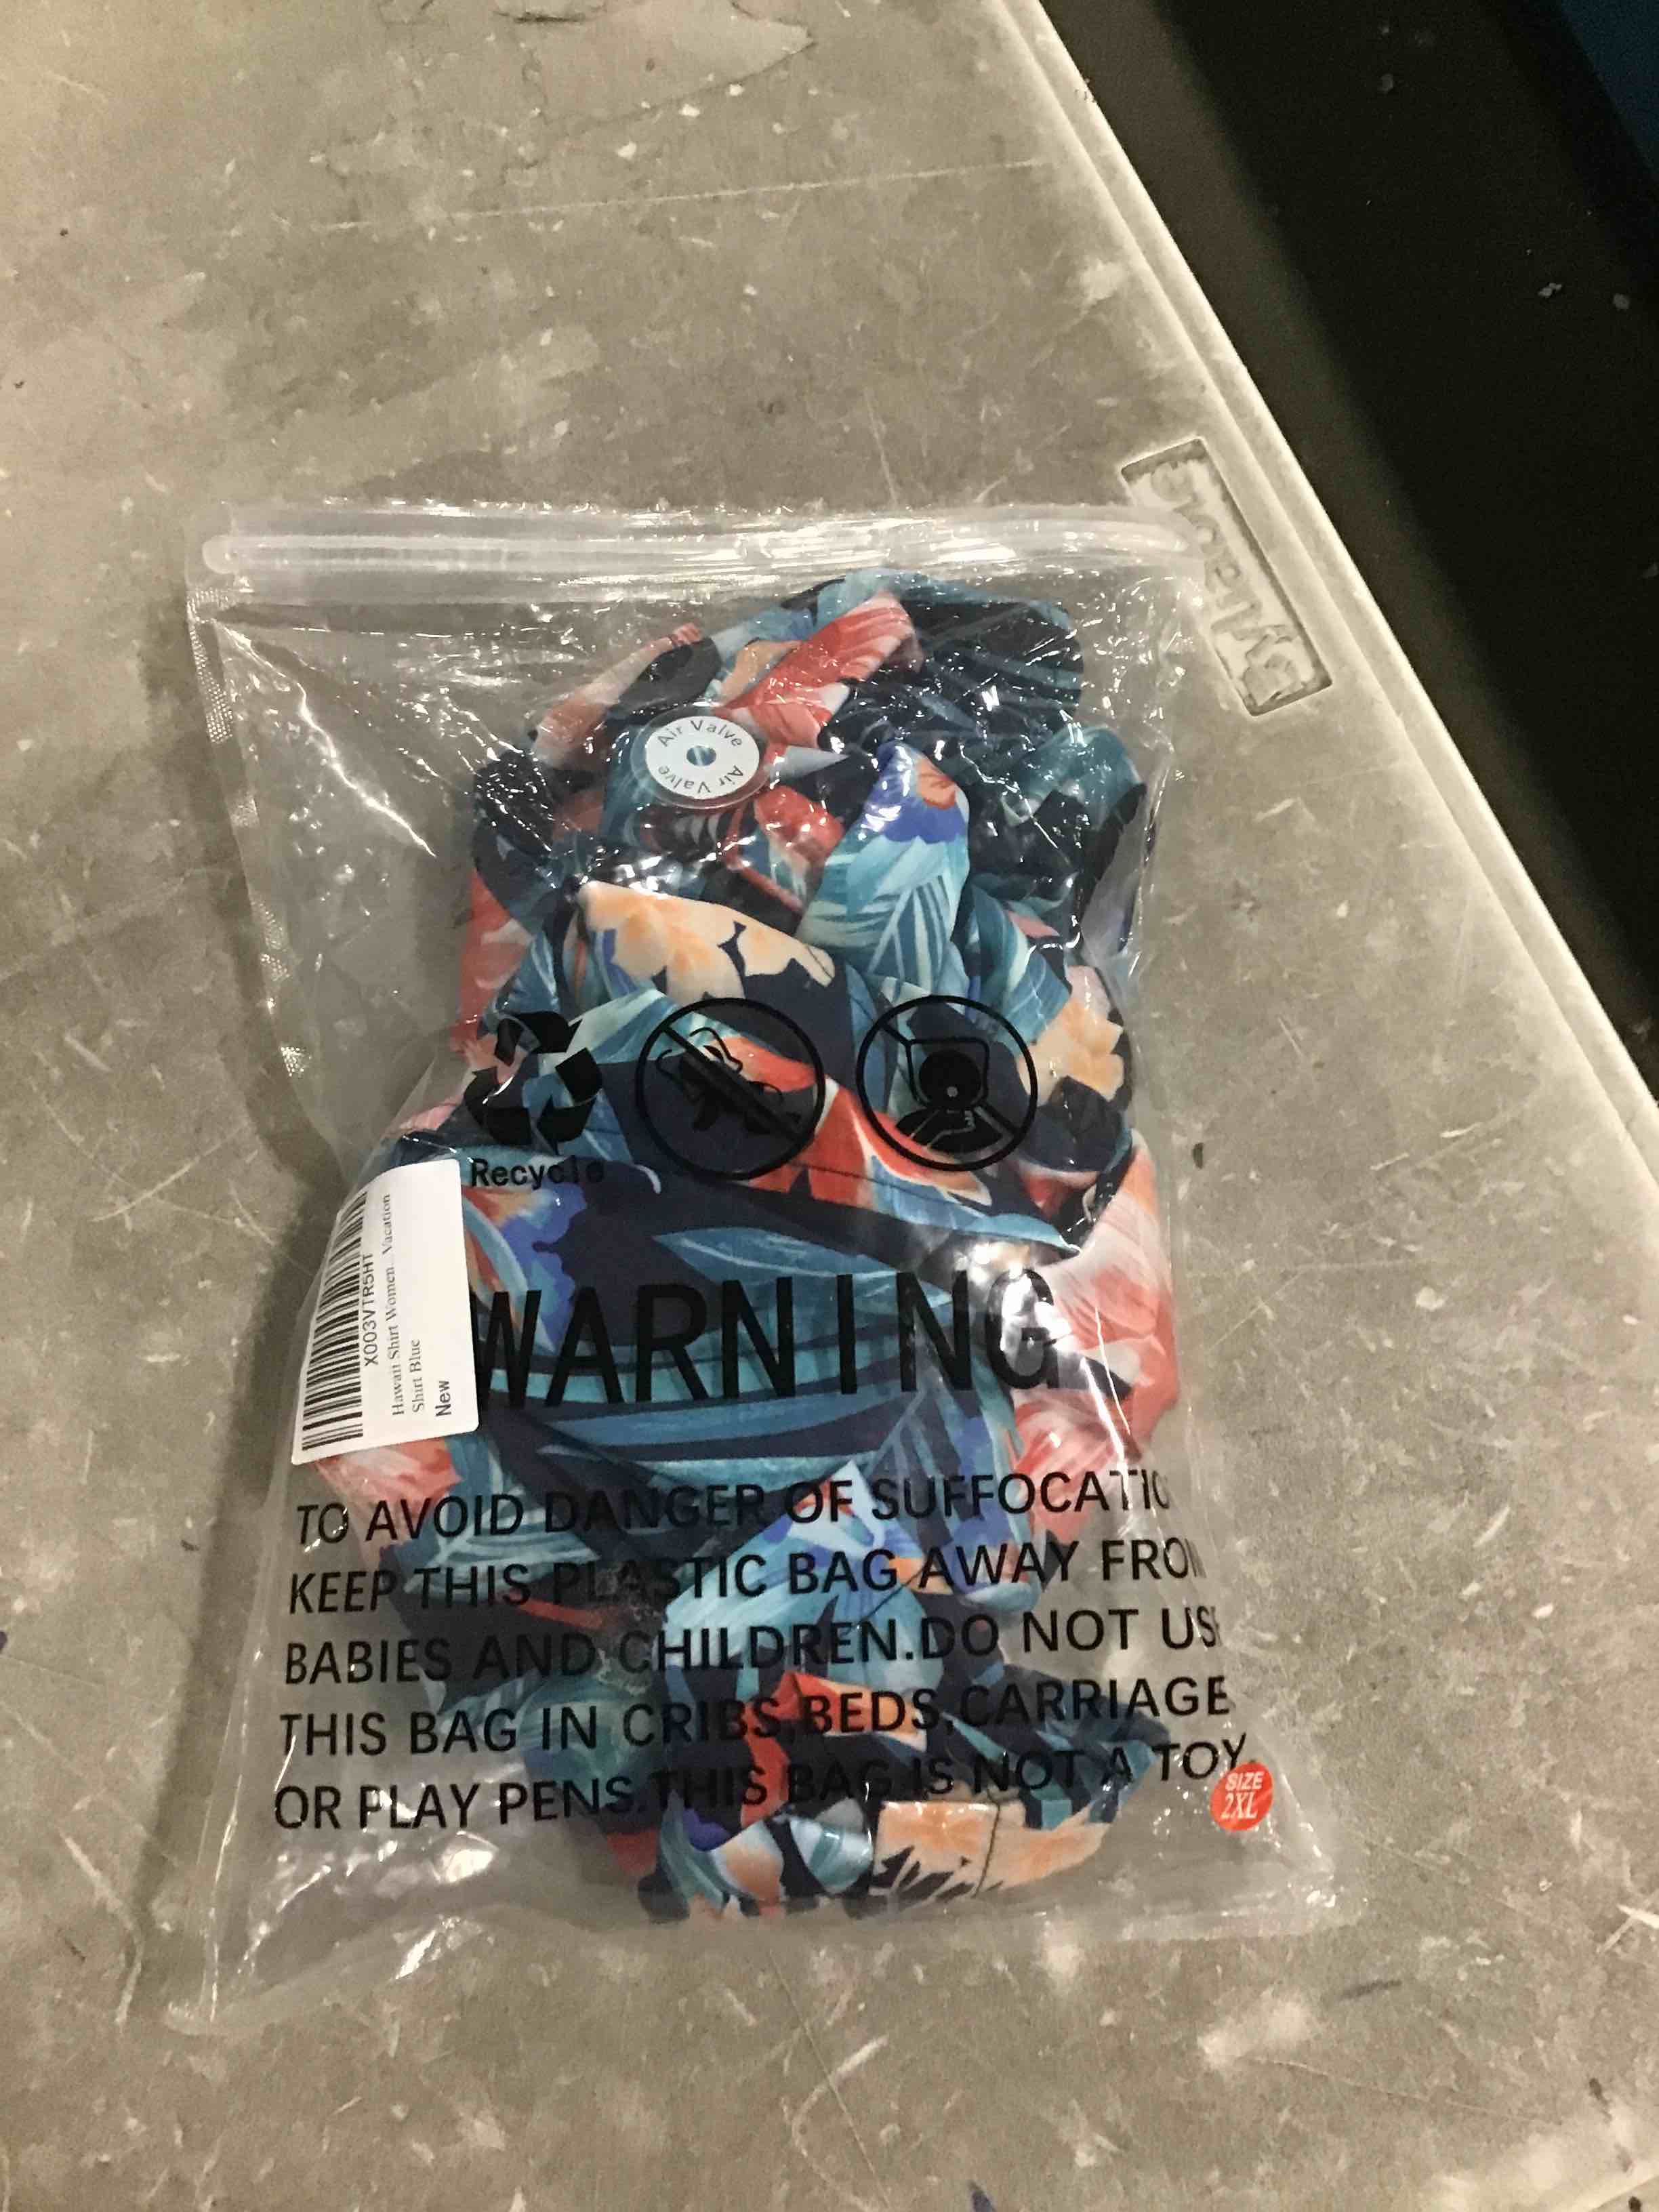 Air Valve
Air Valve
Recycle
X003VTR5HT
Hawaii Shirt Women...Vacation
Shirt Blue
New
WARNING
TO AVOID DANGER OF SUFFOCATIO
KEEP THIS PLASTIC BAG AWAY FROM
BABIES AND CHILDREN.DO NOT US
THIS BAG IN CRIBS,BEDS,CARRIAGE
OR PLAY PENS.THIS BAG IS NOT A TOY.
SIZE
2XL